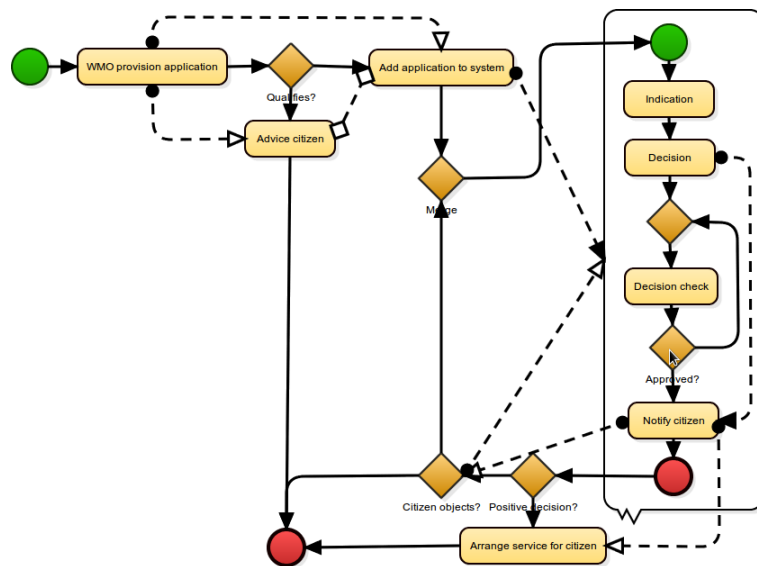 WMO provision application
Qualifies?
Add application to system
Advice citizen
Merge
Indication
Decision
Decision check
Approved?
Notify citizen
Citizen objects?
Positive decision?
Arrange service for citizen